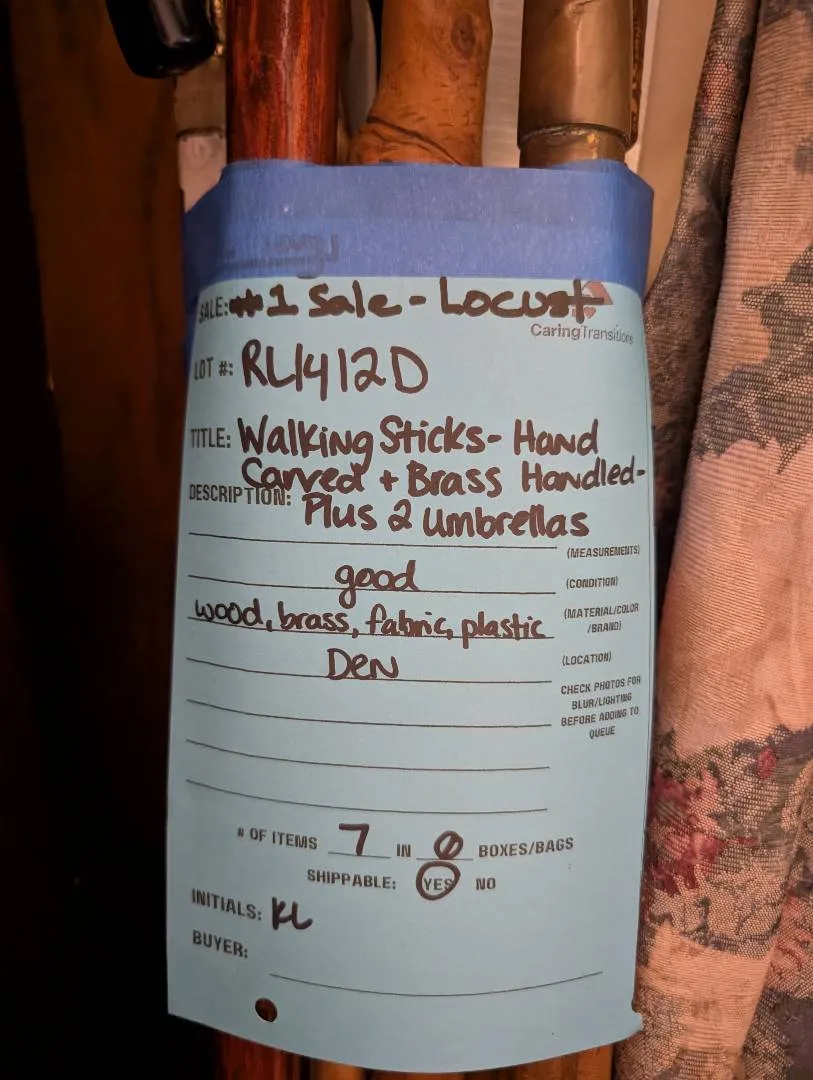 SALE: #1 Sale - Locust
CaringTransitions
LOT #: RL1412D
TITLE: Walking Sticks - Hand
Carved + Brass Handled -
DESCRIPTION: Plus 2 umbrellas
(MEASUREMENTS)
good (CONDITION)
wood, brass, fabric, plastic (MATERIAL/COLOR
/BRAND)
Den (LOCATION)
CHECK PHOTOS FOR
BLUR/LIGHTING
BEFORE ADDING TO
QUEUE
# OF ITEMS 7 IN 0 BOXES/BAGS
SHIPPABLE: YES NO
INITIALS: KL
BUYER: